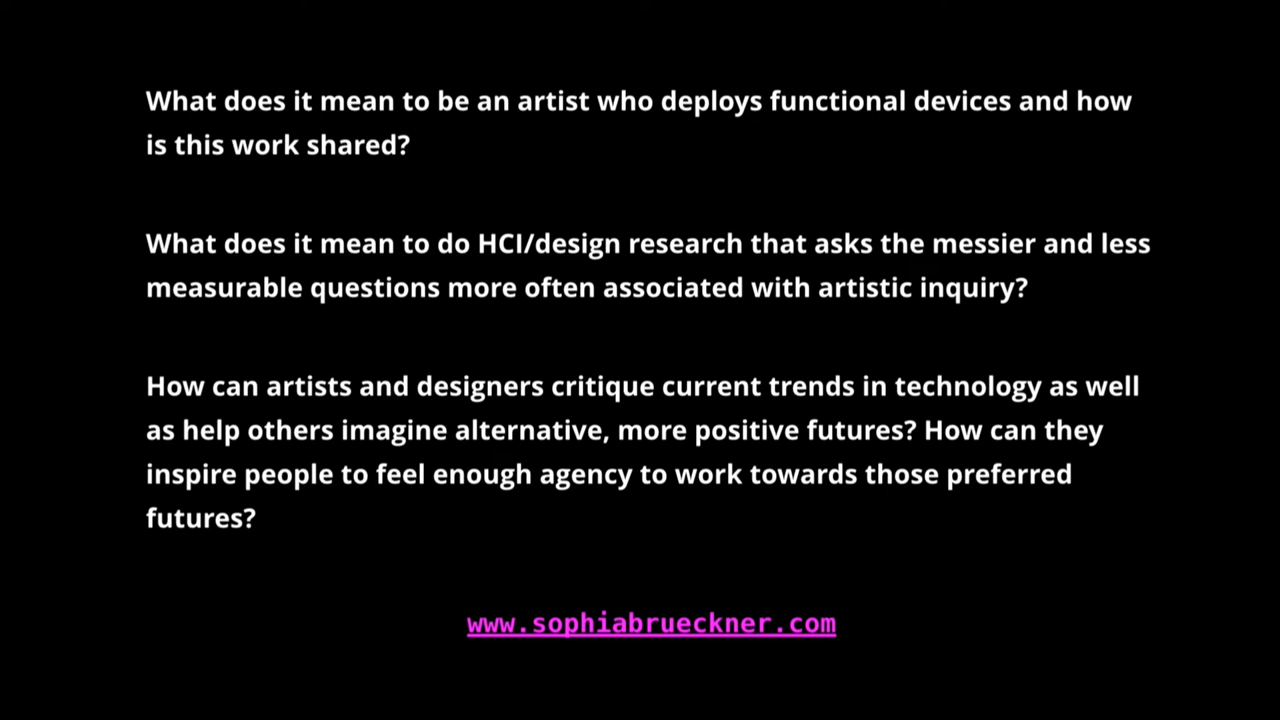 What does it mean to be an artist who deploys functional devices and how
is this work shared?
What does it mean to do HCI/design research that asks the messier and less
measurable questions more often associated with artistic inquiry?
How can artists and designers critique current trends in technology as well
as help others imagine alternative, more positive futures? How can they
inspire people to feel enough agency to work towards those preferred
futures?
www.sophiabrueckner.com